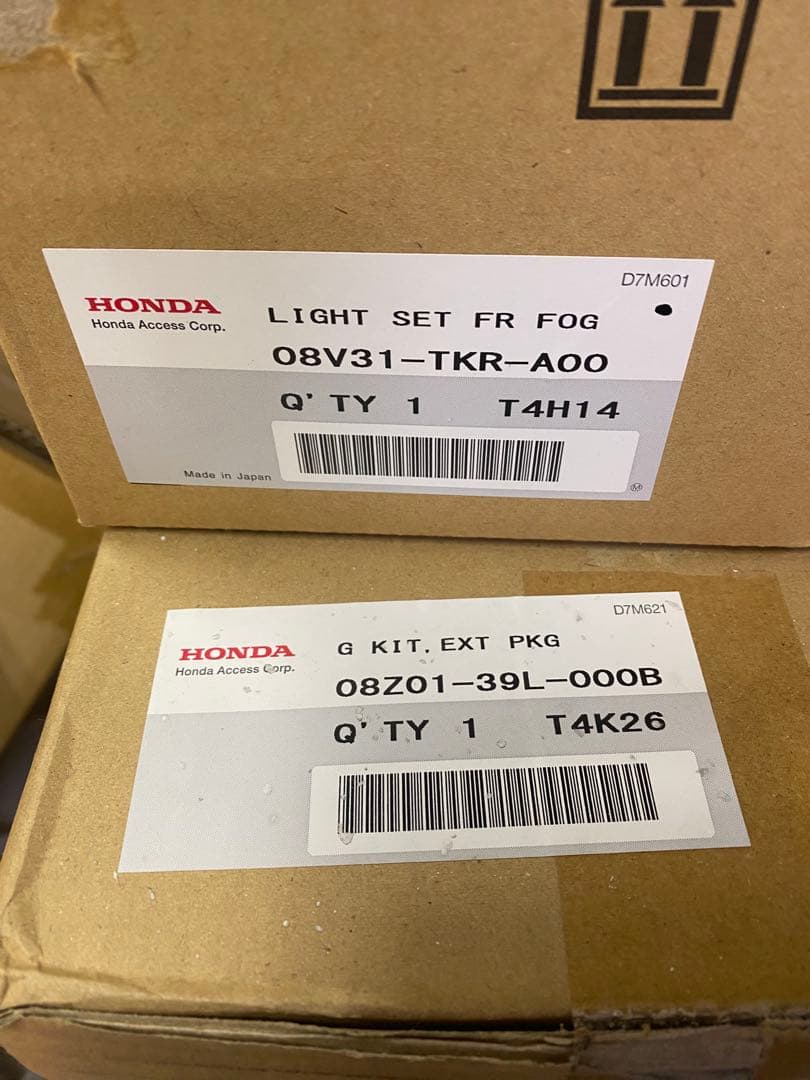 D7M601
HONDA
Honda Access Corp.
LIGHT SET FR FOG
08V31-TKR-A00
Q'TY 1 T4H14
Made in Japan
M
D7M621
HONDA
Honda Access Corp.
G KIT, EXT PKG
08Z01-39L-000B
Q'TY 1 T4K26